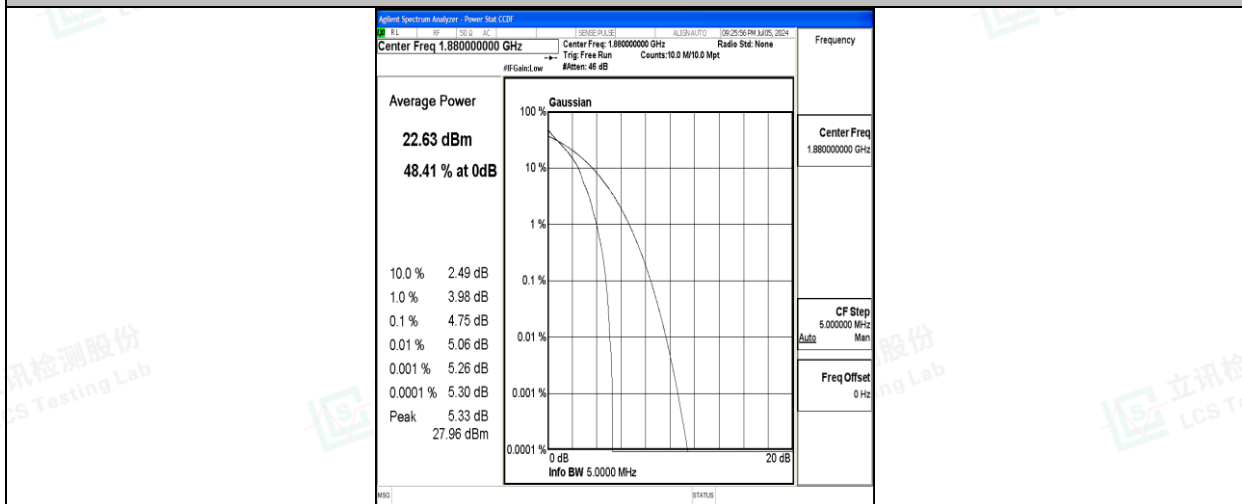 Agilent Spectrum Analyzer - Power Stat CCDF
RL RF 50 Ω AC SENSE:PULSE ALIGNAUTO 09:25:56 PM Jul 05, 2024
Center Freq 1.880000000 GHz
Center Freq: 1.880000000 GHz Radio Std: None
Trig: Free Run Counts:10.0 M/10.0 Mpt
#IFGain:Low #Atten: 46 dB
Frequency
Average Power
22.63 dBm
48.41 % at 0dB
10.0 % 2.49 dB
1.0 % 3.98 dB
0.1 % 4.75 dB
0.01 % 5.06 dB
0.001 % 5.26 dB
0.0001 % 5.30 dB
Peak 5.33 dB
27.96 dBm
Gaussian
100 %
10 %
1 %
0.1 %
0.01 %
0.001 %
0.0001 %
0 dB 20 dB
Info BW 5.0000 MHz
Center Freq
1.880000000 GHz
CF Step
5.000000 MHz
Auto Man
Freq Offset
0 Hz
MSG STATUS
讯检测股份
LCS Testing Lab
股份
ng Lab
立讯检
LCS T